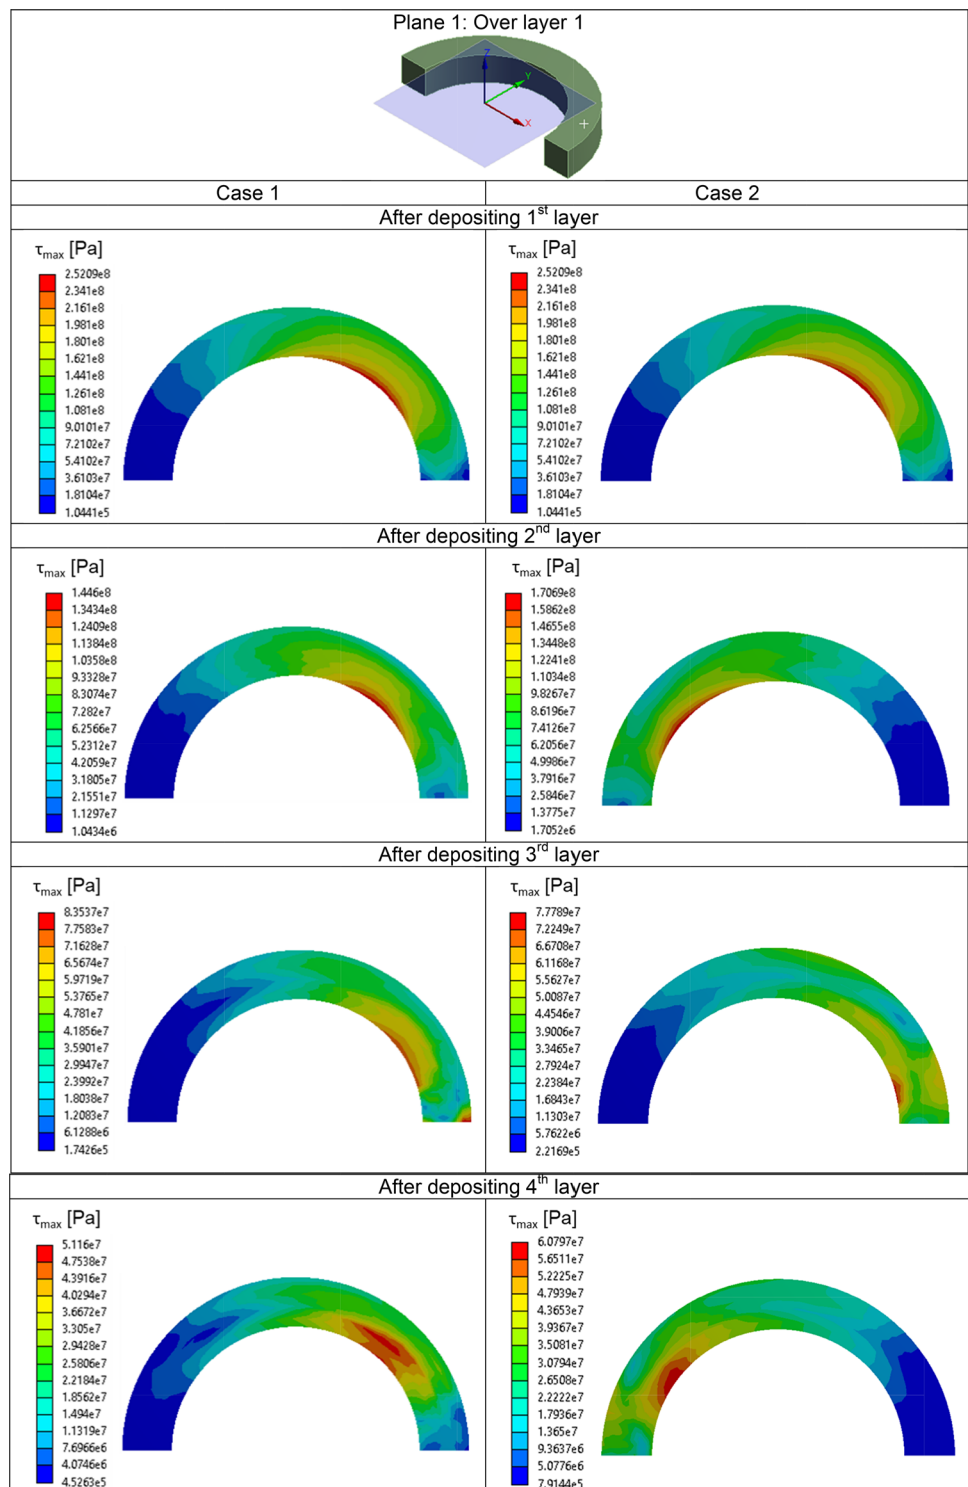 Plane 1: Over layer 1
Z
Y
X
Case 1
Case 2
After depositing 1st layer
τmax [Pa]
2.5209e8
2.341e8
2.161e8
1.981e8
1.801e8
1.621e8
1.441e8
1.261e8
1.081e8
9.0101e7
7.2102e7
5.4102e7
3.6103e7
1.8104e7
1.0441e5
τmax [Pa]
2.5209e8
2.341e8
2.161e8
1.981e8
1.801e8
1.621e8
1.441e8
1.261e8
1.081e8
9.0101e7
7.2102e7
5.4102e7
3.6103e7
1.8104e7
1.0441e5
After depositing 2nd layer
τmax [Pa]
1.446e8
1.3434e8
1.2409e8
1.1384e8
1.0358e8
9.3328e7
8.3074e7
7.282e7
6.2566e7
5.2312e7
4.2059e7
3.1805e7
2.1551e7
1.1297e7
1.0434e6
τmax [Pa]
1.7069e8
1.5862e8
1.4655e8
1.3448e8
1.2241e8
1.1034e8
9.8267e7
8.6196e7
7.4126e7
6.2056e7
4.9986e7
3.7916e7
2.5846e7
1.3775e7
1.7052e6
After depositing 3rd layer
τmax [Pa]
8.3537e7
7.7583e7
7.1628e7
6.5674e7
5.9719e7
5.3765e7
4.781e7
4.1856e7
3.5901e7
2.9947e7
2.3992e7
1.8038e7
1.2083e7
6.1288e6
1.7426e5
τmax [Pa]
7.7789e7
7.2249e7
6.6708e7
6.1168e7
5.5627e7
5.0087e7
4.4546e7
3.9006e7
3.3465e7
2.7924e7
2.2384e7
1.6843e7
1.1303e7
5.7622e6
2.2169e5
After depositing 4th layer
τmax [Pa]
5.116e7
4.7538e7
4.3916e7
4.0294e7
3.6672e7
3.305e7
2.9428e7
2.5806e7
2.2184e7
1.8562e7
1.494e7
1.1319e7
7.6966e6
4.0746e6
4.5263e5
τmax [Pa]
6.0797e7
5.6511e7
5.2225e7
4.7939e7
4.3653e7
3.9367e7
3.5081e7
3.0794e7
2.6508e7
2.2222e7
1.7936e7
1.365e7
9.3637e6
5.0776e6
7.9144e5